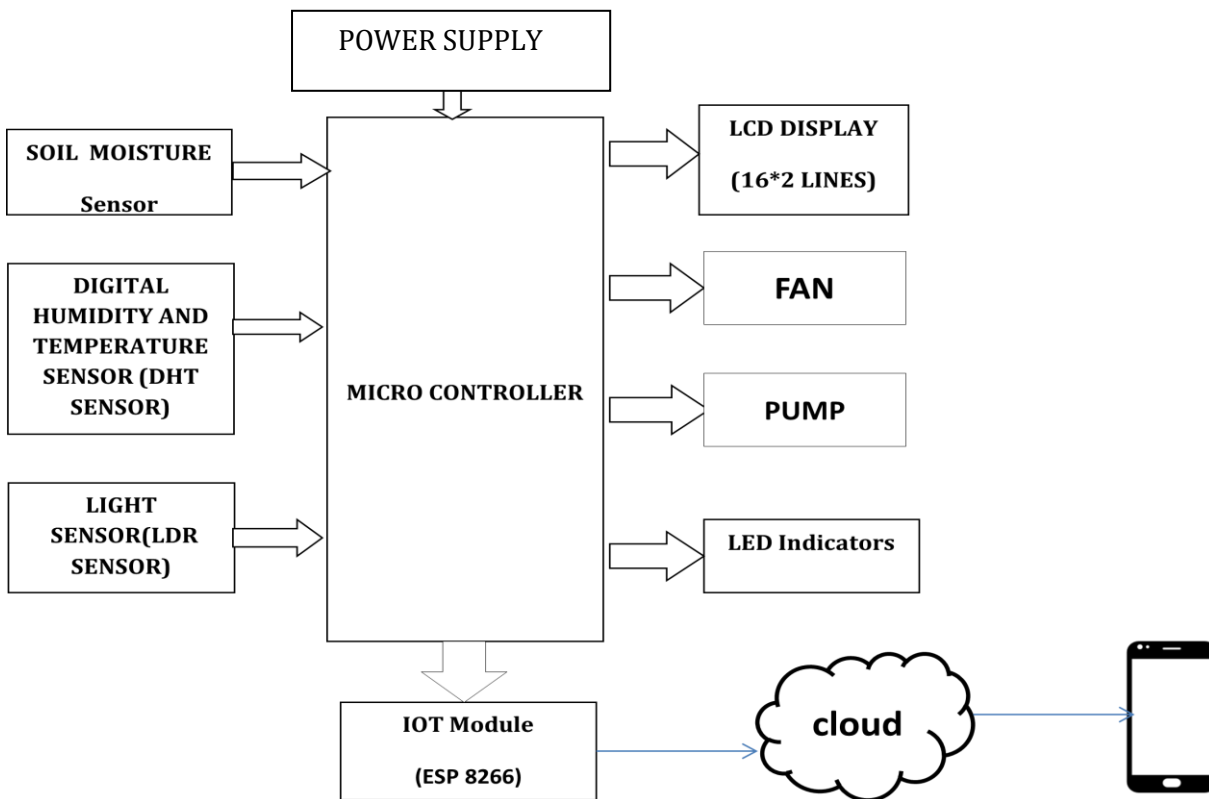 POWER SUPPLY
SOIL MOISTURE
Sensor
DIGITAL
HUMIDITY AND
TEMPERATURE
SENSOR (DHT
SENSOR)
LIGHT
SENSOR(LDR
SENSOR)
MICRO CONTROLLER
LCD DISPLAY
(16*2 LINES)
FAN
PUMP
LED Indicators
IOT Module
(ESP 8266)
cloud